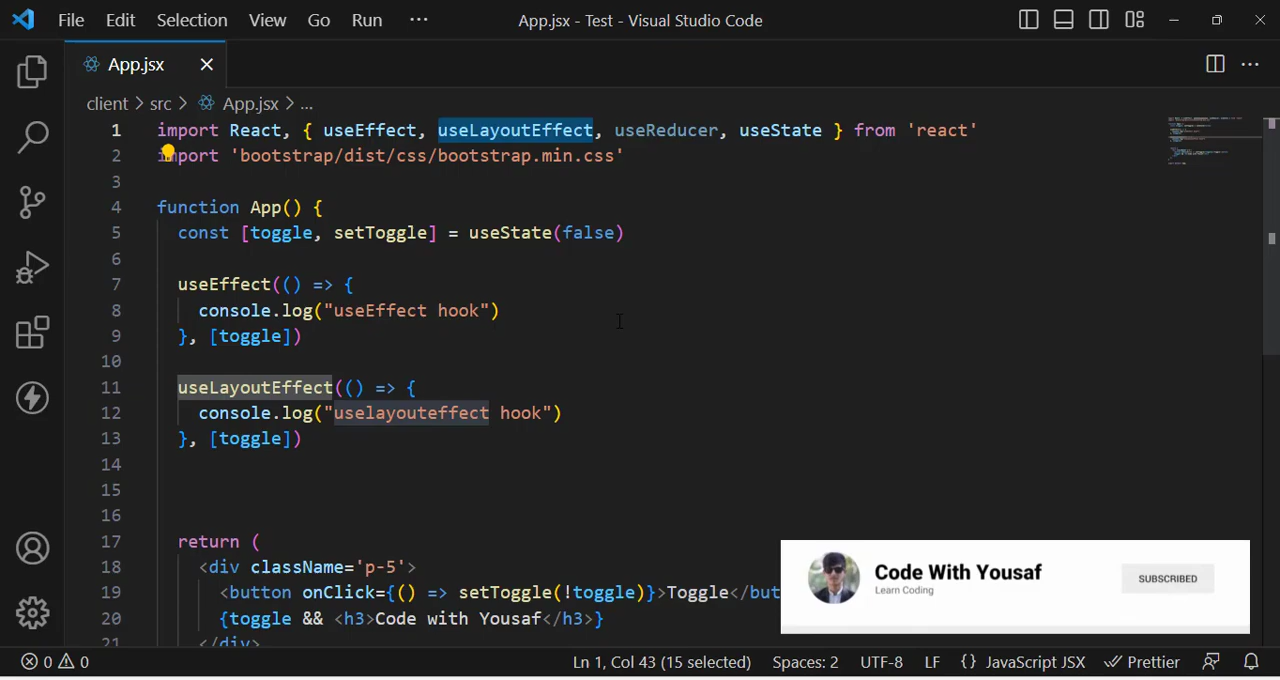 File Edit Selection View Go Run ··· App.jsx - Test - Visual Studio Code
App.jsx
client > src > App.jsx > ...
1 import React, { useEffect, useLayoutEffect, useReducer, useState } from 'react'
2 import 'bootstrap/dist/css/bootstrap.min.css'
3
4 function App() {
5 const [toggle, setToggle] = useState(false)
6
7 useEffect(() => {
8 console.log("useEffect hook")
9 }, [toggle])
10
11 useLayoutEffect(() => {
12 console.log("uselayouteffect hook")
13 }, [toggle])
14
15
16
17 return (
18 <div className='p-5'>
19 <button onClick={() => setToggle(!toggle)}>Toggle</but
20 {toggle && <h3>Code with Yousaf</h3>}
21 </div>
Code With Yousaf
Learn Coding
SUBSCRIBED
0 0 Ln 1, Col 43 (15 selected) Spaces: 2 UTF-8 LF {} JavaScript JSX Prettier